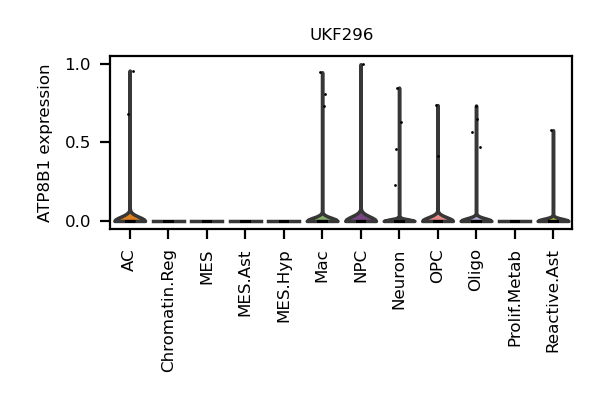 UKF296
ATP8B1 expression
1.0
0.5
0.0
AC
Chromatin.Reg
MES
MES.Ast
MES.Hyp
Mac
NPC
Neuron
OPC
Oligo
Prolif.Metab
Reactive.Ast